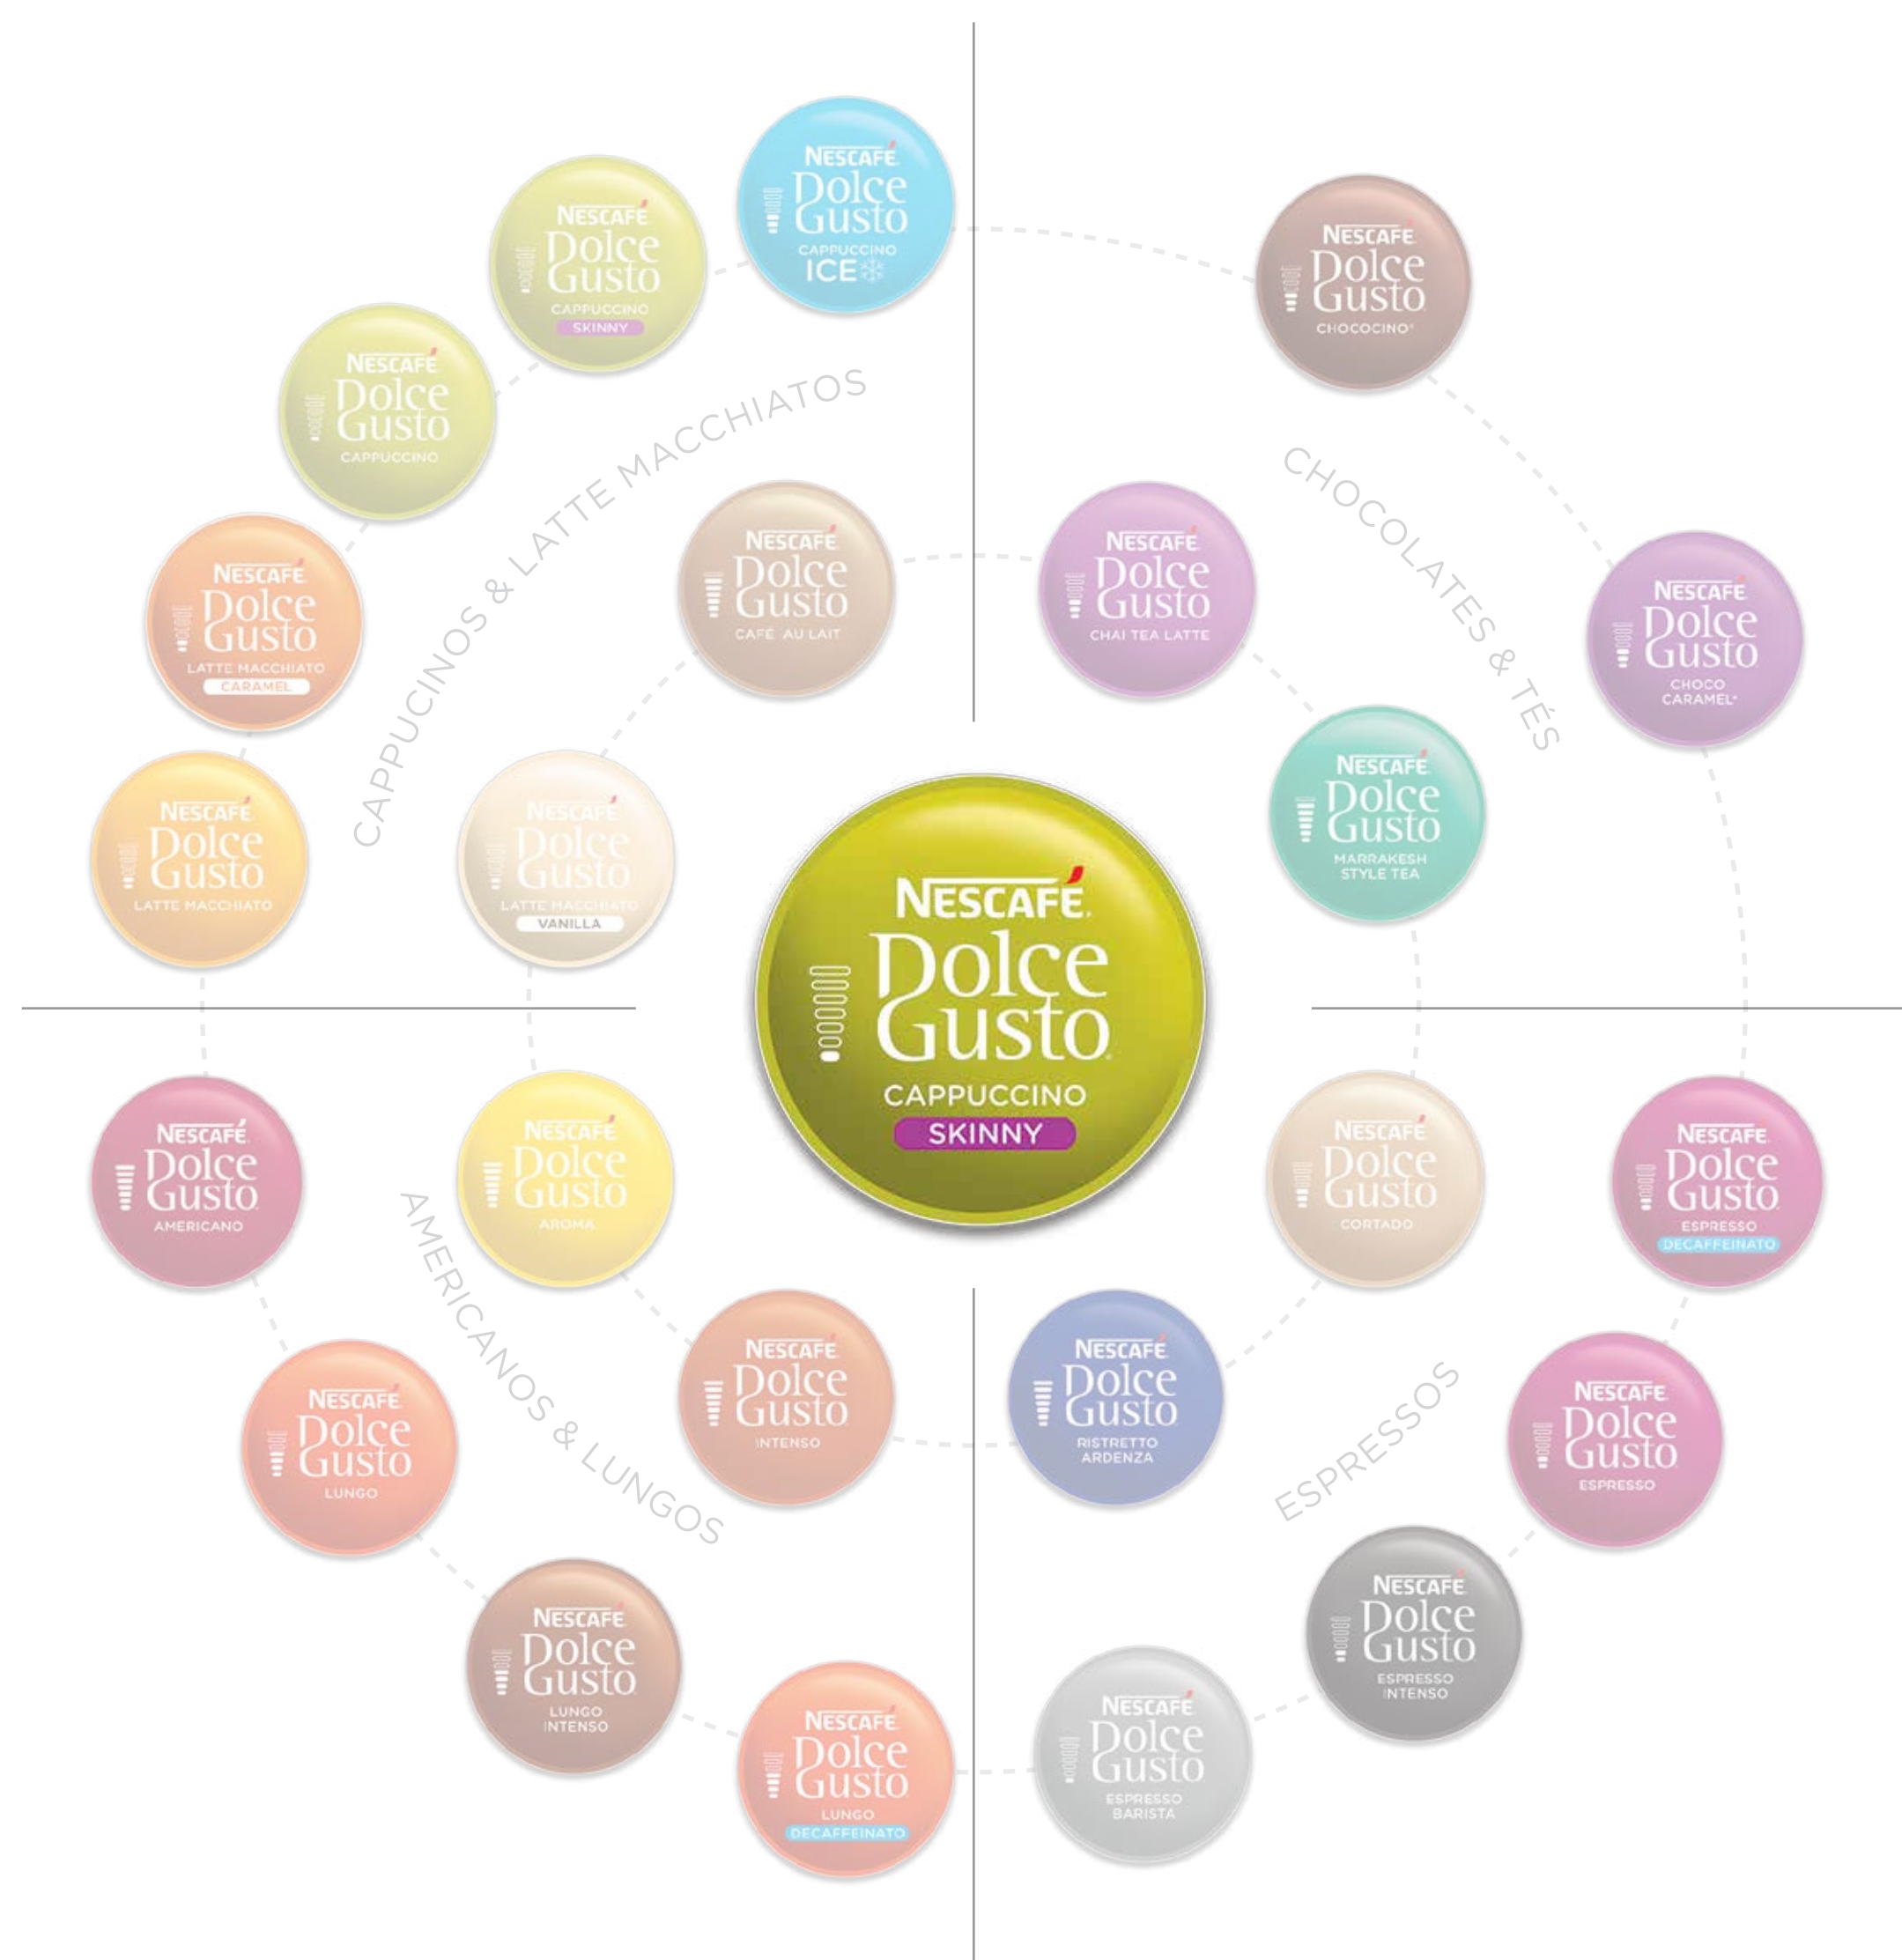 NESCAFÉ
Dolce
Gusto
CAPPUCCINO
ICE
NESCAFÉ
Dolce
Gusto
CAPPUCCINO
SKINNY
NESCAFÉ
Dolce
Gusto
CAPPUCCINO
NESCAFÉ
Dolce
Gusto
LATTE MACCHIATO
CARAMEL
NESCAFÉ
Dolce
Gusto
LATTE MACCHIATO
CAPPUCINOS & LATTE MACCHIATOS
NESCAFÉ
Dolce
Gusto
CAFÉ AU LAIT
NESCAFÉ
Dolce
Gusto
LATTE MACCHIATO
VANILLA
NESCAFÉ
Dolce
Gusto
CHOCOCINO*
CHOCOLATES & TÉS
NESCAFÉ
Dolce
Gusto
CHAI TEA LATTE
NESCAFÉ
Dolce
Gusto
CHOCO
CARAMEL*
NESCAFÉ
Dolce
Gusto
MARRAKESH
STYLE TEA
NESCAFÉ
Dolce
Gusto
CAPPUCCINO
SKINNY
NESCAFÉ
Dolce
Gusto
AMERICANO
NESCAFÉ
Dolce
Gusto
AROMA
AMERICANOS & LUNGOS
NESCAFÉ
Dolce
Gusto
LUNGO
NESCAFÉ
Dolce
Gusto
INTENSO
NESCAFÉ
Dolce
Gusto
LUNGO
INTENSO
NESCAFÉ
Dolce
Gusto
LUNGO
DECAFFEINATO
NESCAFÉ
Dolce
Gusto
CORTADO
NESCAFÉ
Dolce
Gusto
ESPRESSO
DECAFFEINATO
NESCAFÉ
Dolce
Gusto
RISTRETTO
ARDENZA
ESPRESSOS
NESCAFÉ
Dolce
Gusto
ESPRESSO
NESCAFÉ
Dolce
Gusto
ESPRESSO
INTENSO
NESCAFÉ
Dolce
Gusto
ESPRESSO
BARISTA